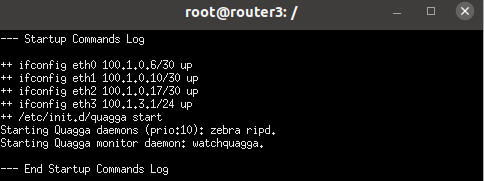 root@router3: /
--- Startup Commands Log
++ ifconfig eth0 100.1.0.6/30 up
++ ifconfig eth1 100.1.0.10/30 up
++ ifconfig eth2 100.1.0.17/30 up
++ ifconfig eth3 100.1.3.1/24 up
++ /etc/init.d/quagga start
Starting Quagga daemons (prio:10): zebra ripd.
Starting Quagga monitor daemon: watchquagga.
--- End Startup Commands Log